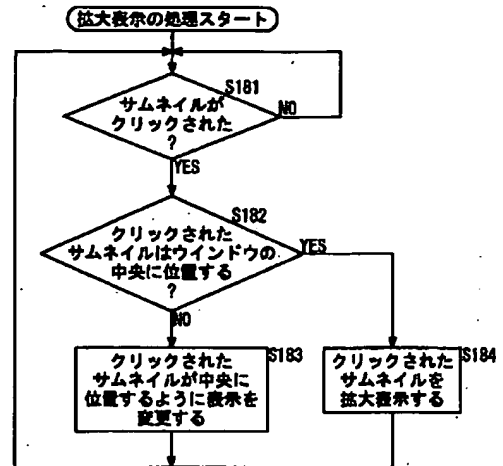 拡大表示の処理スタート
S181
サムネイルが
クリックされた
?
NO
YES
S182
クリックされた
サムネイルはウインドウの
中央に位置する
?
YES
NO
S183
クリックされた
サムネイルが中央に
位置するように表示を
変更する
S184
クリックされた
サムネイルを
拡大表示する